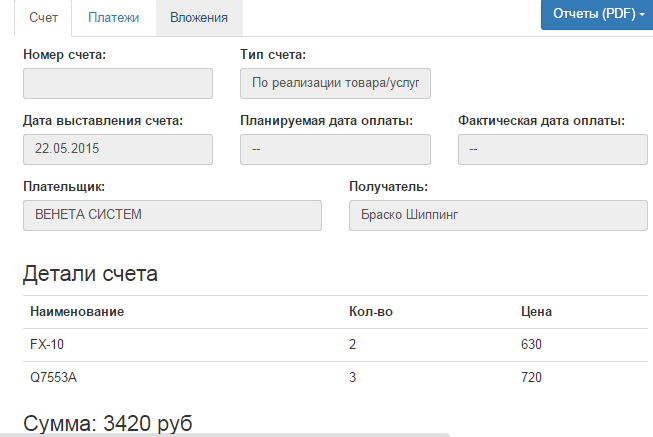 Счет Платежи Вложения Отчеты (PDF)
Номер счета: Тип счета:
По реализации товара/услуг
Дата выставления счета: Планируемая дата оплаты: Фактическая дата оплаты:
22.05.2015 -- --
Плательщик: Получатель:
ВЕНЕТА СИСТЕМ Браско Шиппинг
Детали счета
Наименование Кол-во Цена
FX-10 2 630
Q7553A 3 720
Сумма: 3420 руб